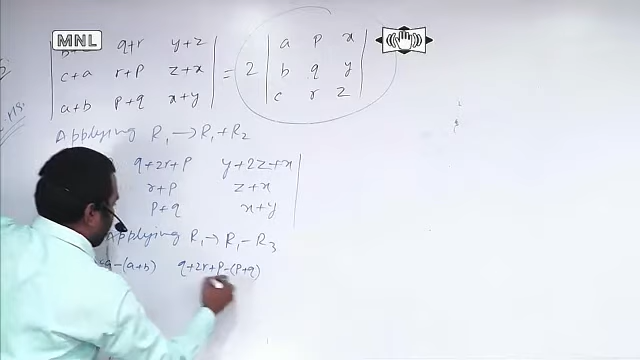 MNL
q+r y+z
c+a r+p z+x = 2
a+b p+q x+y
a p x
b q y
c r z
Applying R₁ → R₁+R₂
q+2r+p y+2z+x
r+p z+x
p+q x+y
Applying R₁ → R₁-R₃
-(a+b) q+2r+p-(p+q)